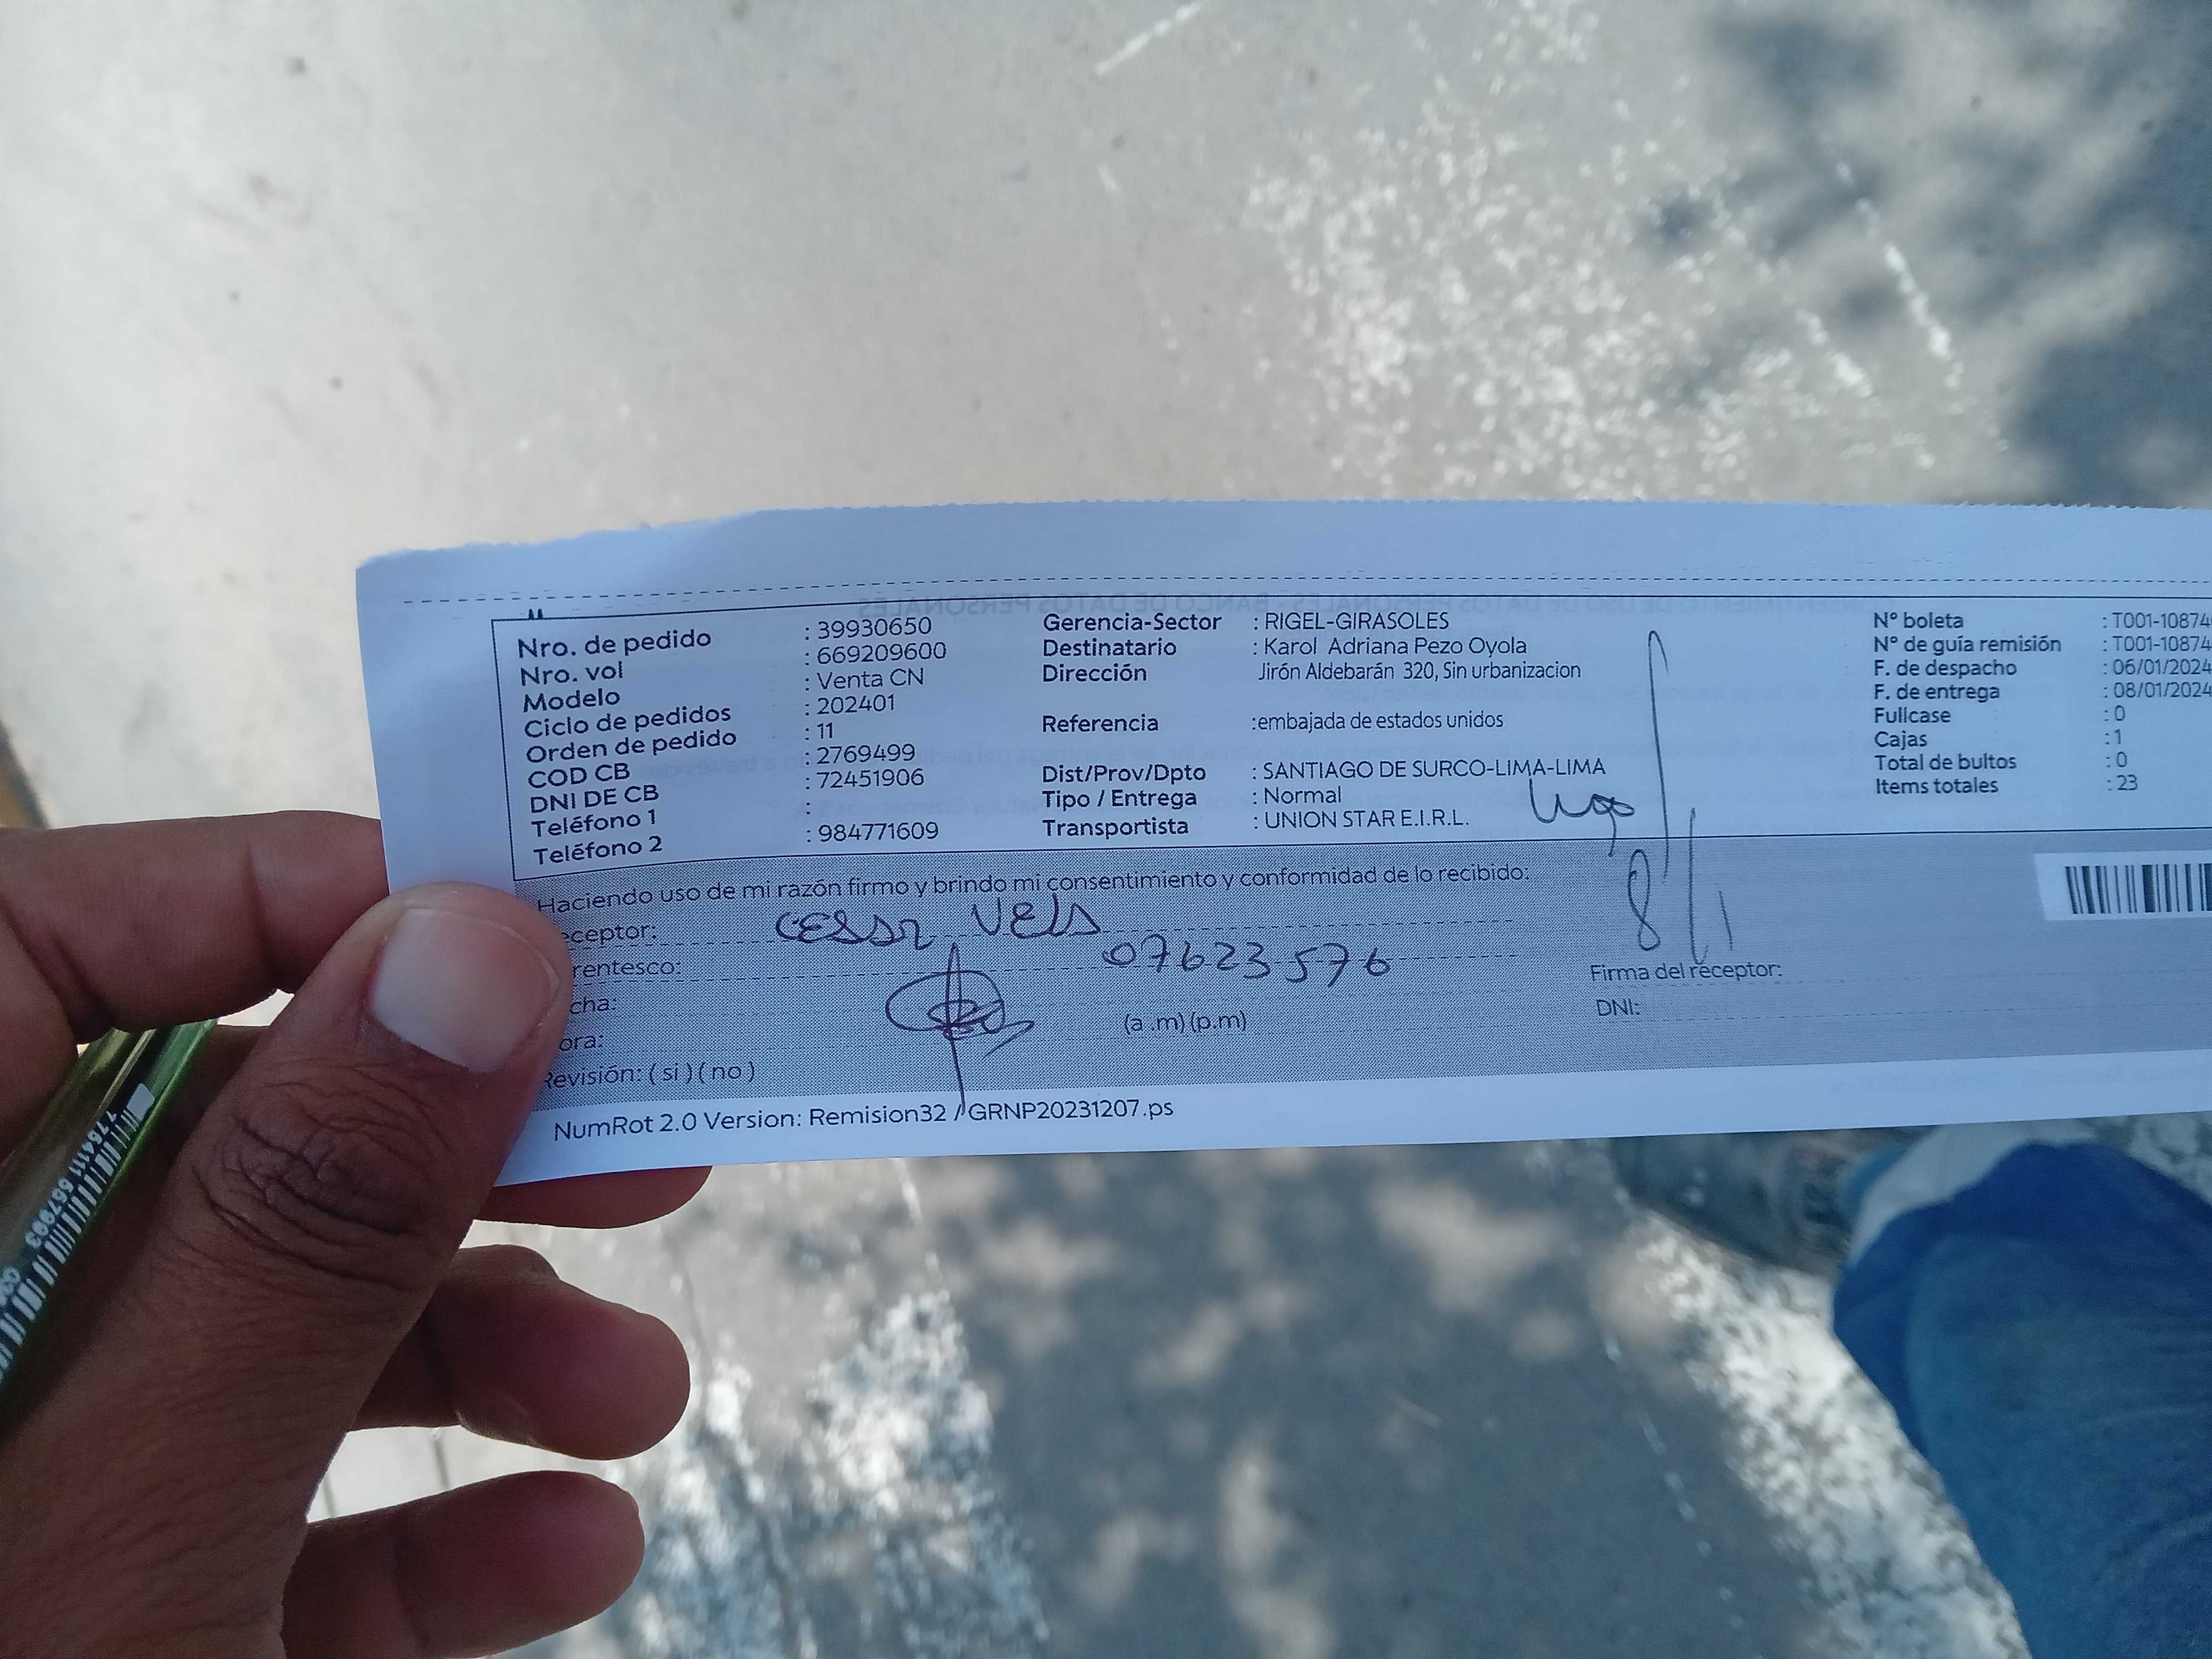 Nro. de pedido : 39930650
Nro. vol : 669209600
Modelo : Venta CN
Ciclo de pedidos : 202401
Orden de pedido : 11
COD CB : 2769499
DNI DE CB : 72451906
Teléfono 1 :
Teléfono 2 : 984771609
Gerencia-Sector : RIGEL-GIRASOLES
Destinatario : Karol Adriana Pezo Oyola
Dirección Jirón Aldebarán 320, Sin urbanizacion
Referencia :embajada de estados unidos
Dist/Prov/Dpto : SANTIAGO DE SURCO-LIMA-LIMA
Tipo / Entrega : Normal
Transportista : UNION STAR E.I.R.L.
N° boleta : T001-10874
N° de guía remisión : T001-10874
F. de despacho : 06/01/2024
F. de entrega : 08/01/2024
Fullcase : 0
Cajas : 1
Total de bultos : 0
Items totales : 23
8/1
Haciendo uso de mi razón firmo y brindo mi consentimiento y conformidad de lo recibido:
eceptor: CESAR VELA
rentesco: 07623576
cha:
ora: (a .m) (p.m)
Revisión: ( si ) ( no )
Firma del receptor:
DNI:
NumRot 2.0 Version: Remision32 / GRNP20231207.ps